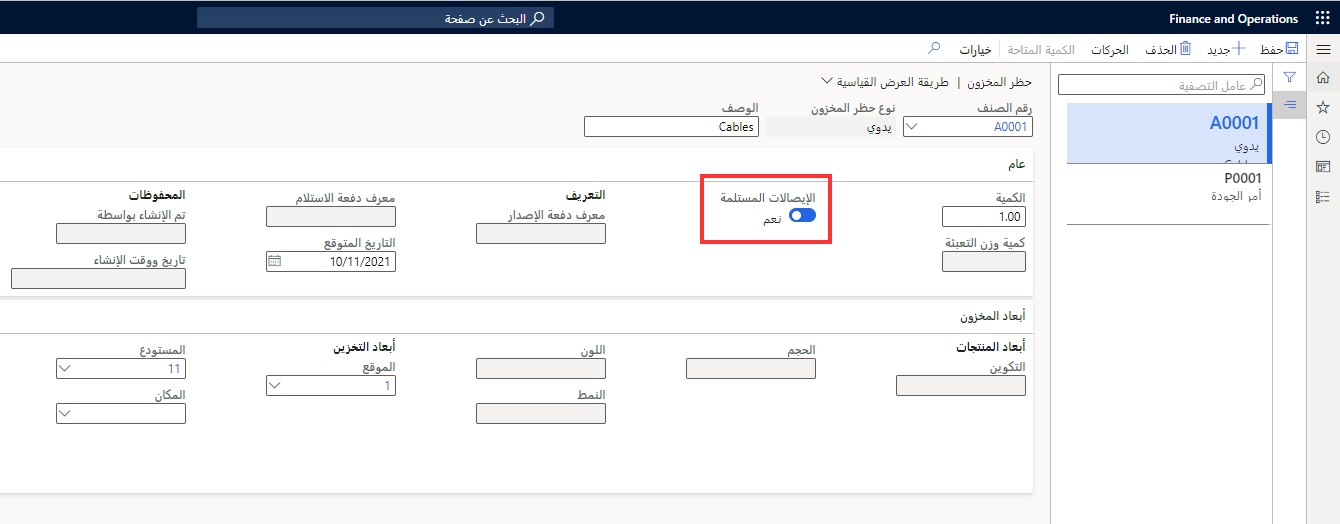 Finance and Operations
البحث عن صفحة
حفظ
جديد
الحذف
الحركات
الكمية المتاحة
خيارات
عامل التصفية
A0001
يدوي
Cables
P0001
أمر الجودة
حظر المخزون | طريقة العرض القياسية
رقم الصنف
نوع حظر المخزون
الوصف
A0001
يدوي
Cables
عام
الكمية
1.00
كمية وزن التعبئة
الإيصالات المستلمة
نعم
التعريف
معرف دفعة الإصدار
معرف دفعة الاستلام
التاريخ المتوقع
10/11/2021
المحفوظات
تم الإنشاء بواسطة
تاريخ ووقت الإنشاء
أبعاد المخزون
أبعاد المنتجات
التكوين
الحجم
اللون
النمط
أبعاد التخزين
الموقع
1
المستودع
11
المكان